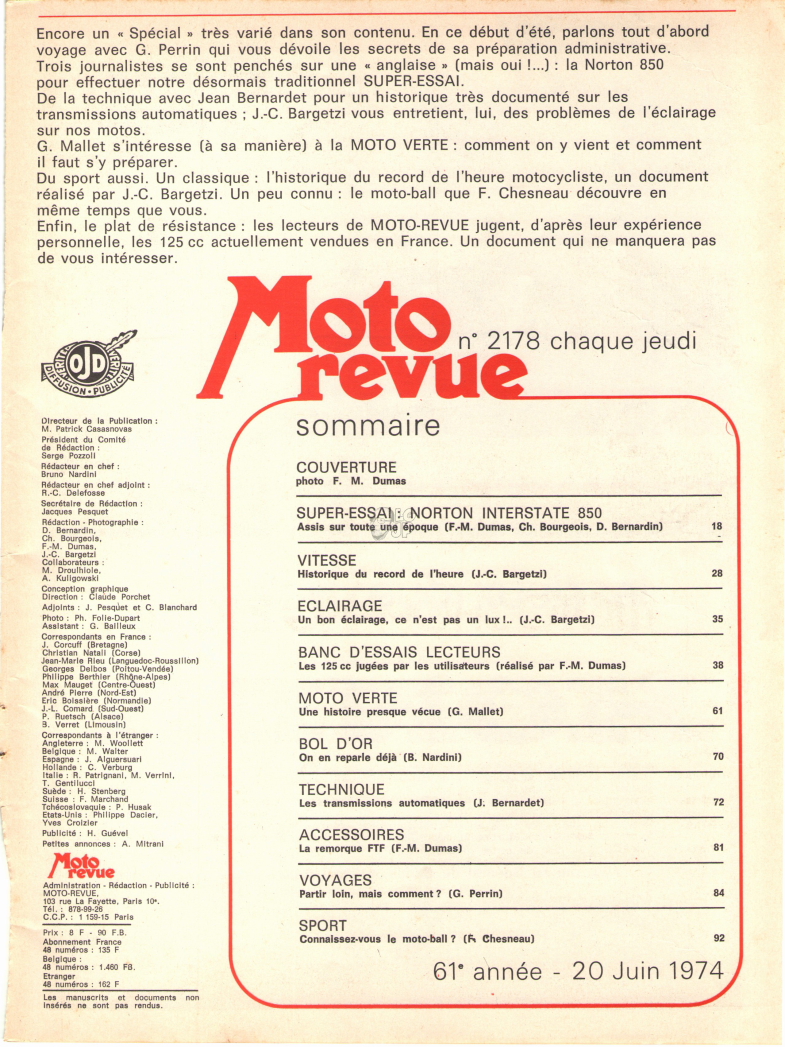 Encore un « Spécial » très varié dans son contenu. En ce début d'été, parlons tout d'abord
voyage avec G. Perrin qui vous dévoile les secrets de sa préparation administrative.
Trois journalistes se sont penchés sur une « anglaise » (mais oui !...) : la Norton 850
pour effectuer notre désormais traditionnel SUPER-ESSAI.
De la technique avec Jean Bernardet pour un historique très documenté sur les
transmissions automatiques ; J.-C. Bargetzi vous entretient, lui, des problèmes de l'éclairage
sur nos motos.
G. Mallet s'intéresse (à sa manière) à la MOTO VERTE : comment on y vient et comment
il faut s'y préparer.
Du sport aussi. Un classique : l'historique du record de l'heure motocycliste, un document
réalisé par J.-C. Bargetzi. Un peu connu : le moto-ball que F. Chesneau découvre en
même temps que vous.
Enfin, le plat de résistance : les lecteurs de MOTO-REVUE jugent, d'après leur expérience
personnelle, les 125 cc actuellement vendues en France. Un document qui ne manquera pas
de vous intéresser.
Moto
revue
n° 2178 chaque jeudi
OJD
DIFFUSION • PUBLICITÉ
Directeur de la Publication :
M. Patrick Casasnovas
Président du Comité
de Rédaction :
Serge Pozzoli
Rédacteur en chef :
Bruno Nardini
Rédacteur en chef adjoint :
R.-C. Delefosse
Secrétaire de Rédaction :
Jacques Pesquet
Rédaction - Photographie :
D. Bernardin,
Ch. Bourgeois,
F.-M. Dumas,
J.-C. Bargetzi
Collaborateurs :
M. Droulhiole,
A. Kuligowski
Conception graphique
Direction : Claude Porchet
Adjoints : J. Pesquet et C. Blanchard
Photo : Ph. Folie-Dupart
Assistant : G. Bailleux
Correspondants en France :
J. Corcuff (Bretagne)
Christian Natali (Corse)
Jean-Marie Rieu (Languedoc-Roussillon)
Georges Delbos (Poitou-Vendée)
Philippe Berthier (Rhône-Alpes)
Max Mauget (Centre-Ouest)
André Pierre (Nord-Est)
Eric Boissière (Normandie)
J.-L. Comard (Sud-Ouest)
P. Ruetsch (Alsace)
B. Verret (Limousin)
Correspondants à l'étranger :
Angleterre : M. Woollett
Belgique : M. Walter
Espagne : J. Alguersuari
Hollande : C. Verburg
Italie : R. Patrignani, M. Verrini,
T. Gentilucci
Suède : H. Stenberg
Suisse : F. Marchand
Tchécoslovaquie : P. Husak
Etats-Unis : Philippe Dacier,
Yves Croizier
Publicité : H. Guével
Petites annonces : A. Mitrani
Moto
revue
Administration - Rédaction - Publicité :
MOTO-REVUE,
103 rue La Fayette, Paris 10e.
Tél. : 878-99-26
C.C.P. : 1 159-15 Paris
Prix : 8 F - 90 F.B.
Abonnement France
48 numéros : 135 F
Belgique :
48 numéros : 1.460 FB.
Etranger
48 numéros : 162 F
Les manuscrits et documents non
insérés ne sont pas rendus.
sommaire
COUVERTURE
photo F. M. Dumas
SUPER-ESSAI : NORTON INTERSTATE 850
Assis sur toute une époque (F.-M. Dumas, Ch. Bourgeois, D. Bernardin) 18
VITESSE
Historique du record de l'heure (J.-C. Bargetzi) 28
ECLAIRAGE
Un bon éclairage, ce n'est pas un lux !.. (J.-C. Bargetzi) 35
BANC D'ESSAIS LECTEURS
Les 125 cc jugées par les utilisateurs (réalisé par F.-M. Dumas) 38
MOTO VERTE
Une histoire presque vécue (G. Mallet) 61
BOL D'OR
On en reparle déjà (B. Nardini) 70
TECHNIQUE
Les transmissions automatiques (J. Bernardet) 72
ACCESSOIRES
La remorque FTF (F.-M. Dumas) 81
VOYAGES
Partir loin, mais comment ? (G. Perrin) 84
SPORT
Connaissez-vous le moto-ball ? (F. Chesneau) 92
61e année - 20 Juin 1974